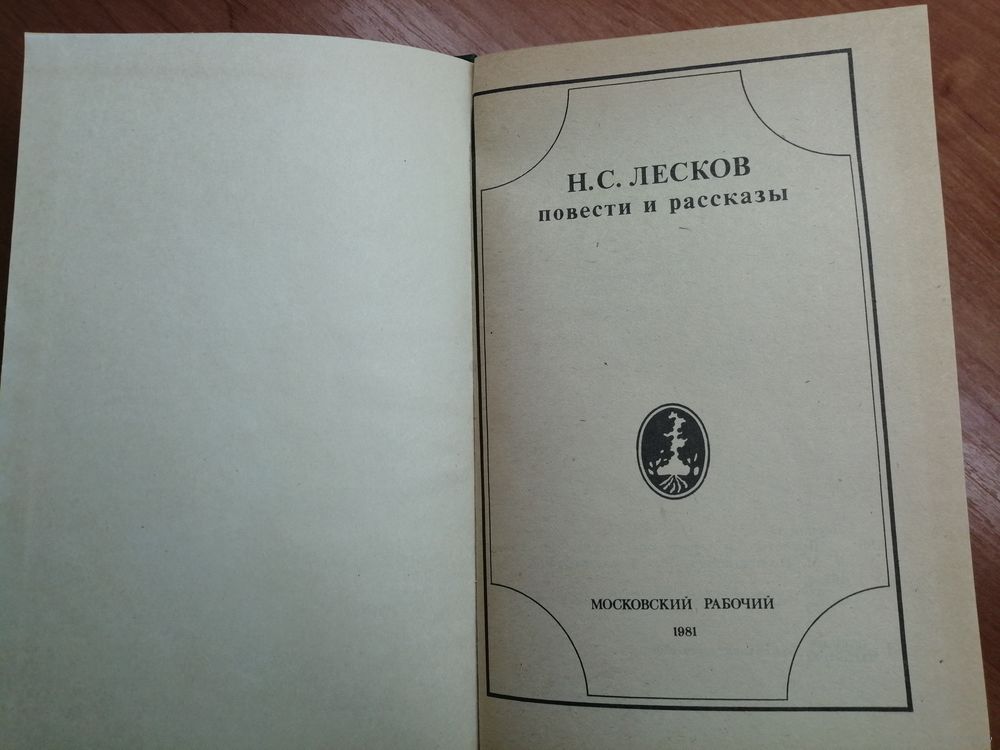 Н.С. ЛЕСКОВ
повести и рассказы
МОСКОВСКИЙ РАБОЧИЙ
1981